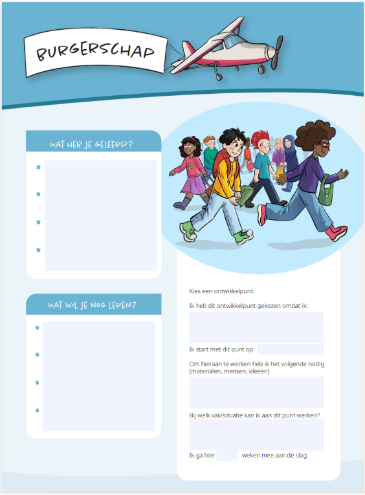 BURGERSCHAP
WAT HEB JE GELEERD?
WAT WIL JE NOG LEREN?
Kies een ontwikkelpunt.
Ik heb dit ontwikkelpunt gekozen omdat ik:
Ik start met dit punt op:
Om hieraan te werken heb ik het volgende nodig
(materialen, mensen, ideeën)
Bij welk vak/situatie kan ik aan dit punt werken?
Ik ga hier weken mee aan de slag.